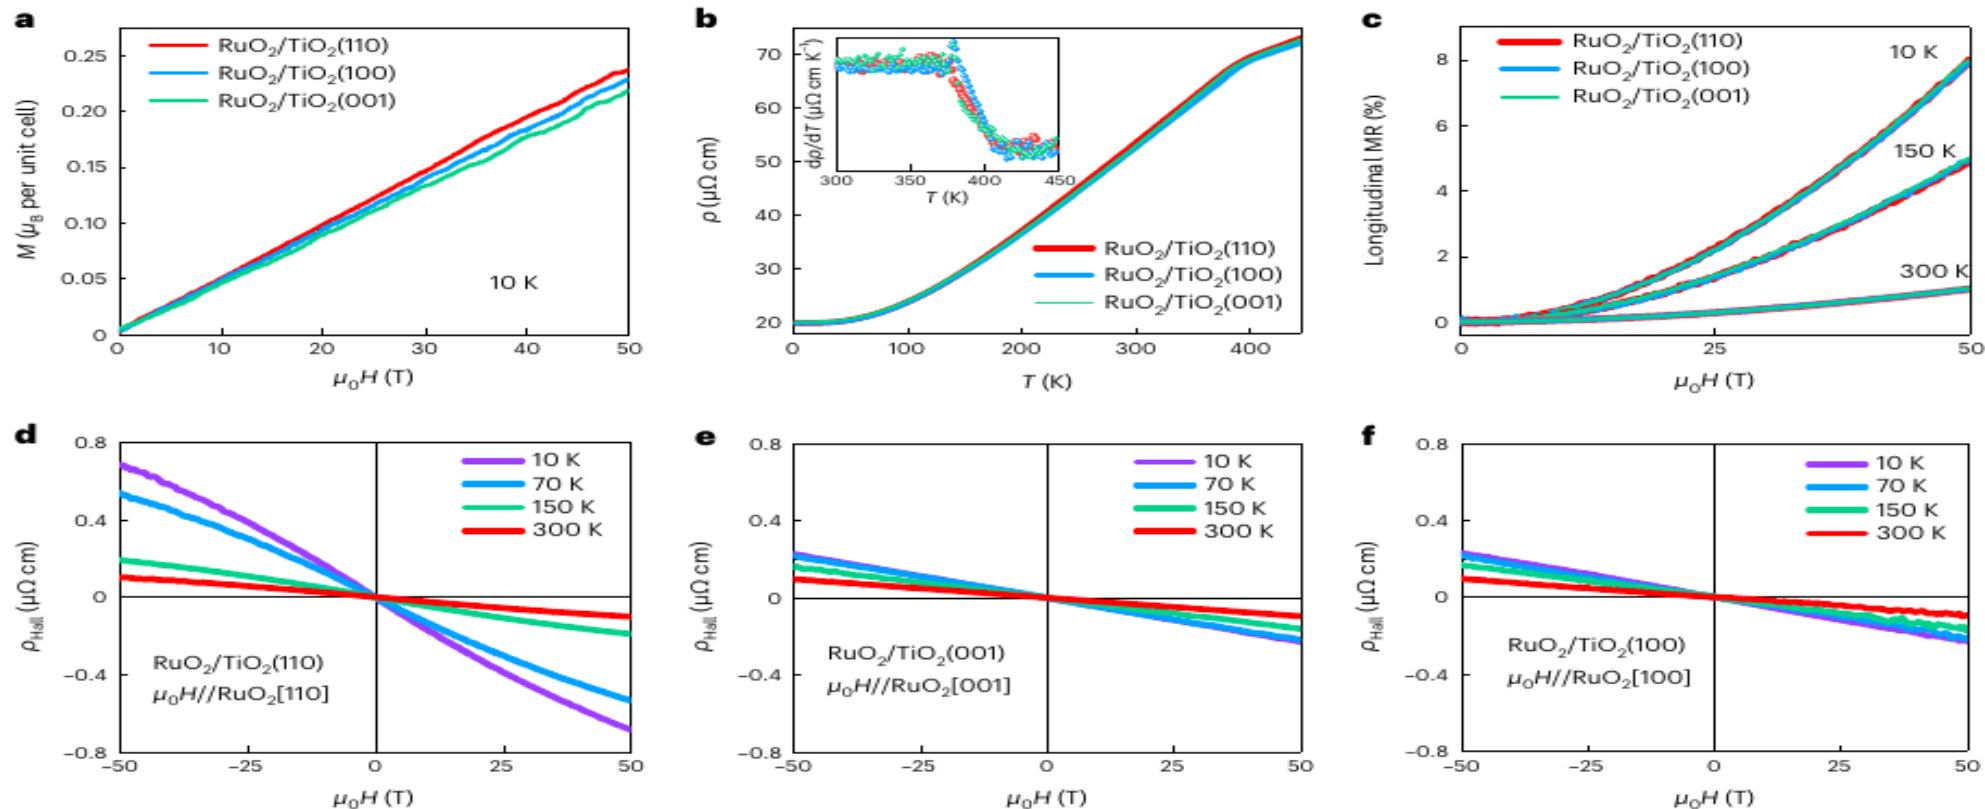 a
RuO₂/TiO₂(110)
RuO₂/TiO₂(100)
RuO₂/TiO₂(001)
0.25
0.20
0.15
0.10
0.05
0
M (μB per unit cell)
10 K
0 10 20 30 40 50
μ₀H (T)
b
70
60
50
40
30
20
ρ (μΩ cm)
dρ/dT (μΩ cm K⁻¹)
300 350 400 450
T (K)
RuO₂/TiO₂(110)
RuO₂/TiO₂(100)
RuO₂/TiO₂(001)
0 100 200 300 400
T (K)
c
RuO₂/TiO₂(110)
RuO₂/TiO₂(100)
RuO₂/TiO₂(001)
8
6
4
2
0
Longitudinal MR (%)
10 K
150 K
300 K
0 25 50
μ₀H (T)
d
0.8
0.4
0
−0.4
−0.8
ρHall (μΩ cm)
10 K
70 K
150 K
300 K
RuO₂/TiO₂(110)
μ₀H//RuO₂[110]
−50 −25 0 25 50
μ₀H (T)
e
0.8
0.4
0
−0.4
−0.8
ρHall (μΩ cm)
10 K
70 K
150 K
300 K
RuO₂/TiO₂(001)
μ₀H//RuO₂[001]
−50 −25 0 25 50
μ₀H (T)
f
0.8
0.4
0
−0.4
−0.8
ρHall (μΩ cm)
10 K
70 K
150 K
300 K
RuO₂/TiO₂(100)
μ₀H//RuO₂[100]
−50 −25 0 25 50
μ₀H (T)